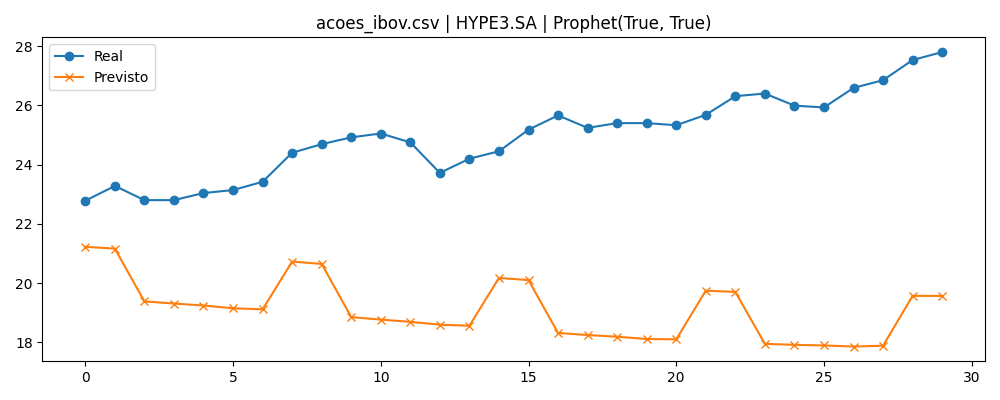 acoes_ibov.csv | HYPE3.SA | Prophet(True, True)
Real
Previsto
28
26
24
22
20
18
0 5 10 15 20 25 30